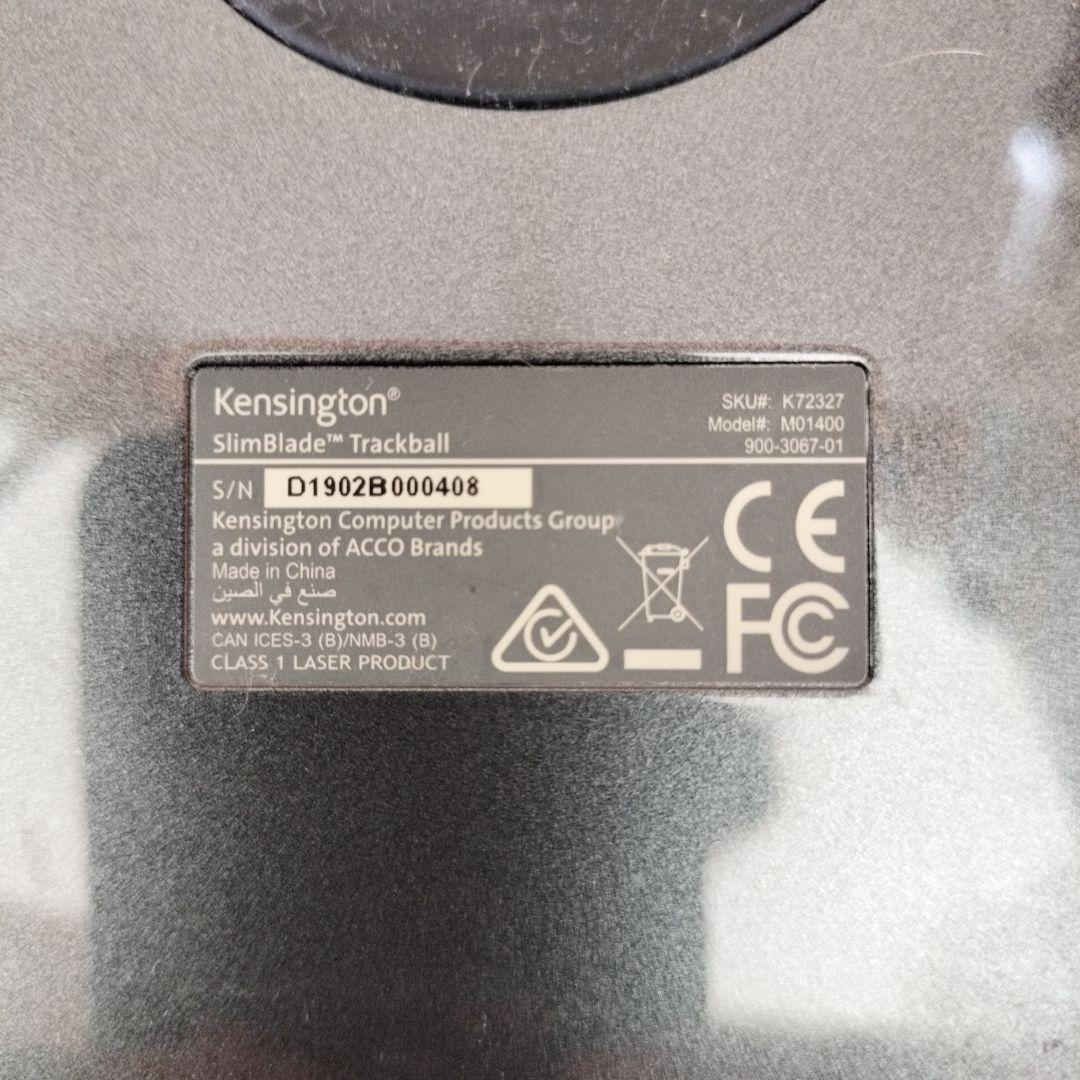 Kensington®
SlimBlade™ Trackball
SKU#: K72327
Model#: M01400
900-3067-01
S/N D1902B000408
Kensington Computer Products Group
a division of ACCO Brands
Made in China
صنع في الصين
www.Kensington.com
CAN ICES-3 (B)/NMB-3 (B)
CLASS 1 LASER PRODUCT
CE
FC